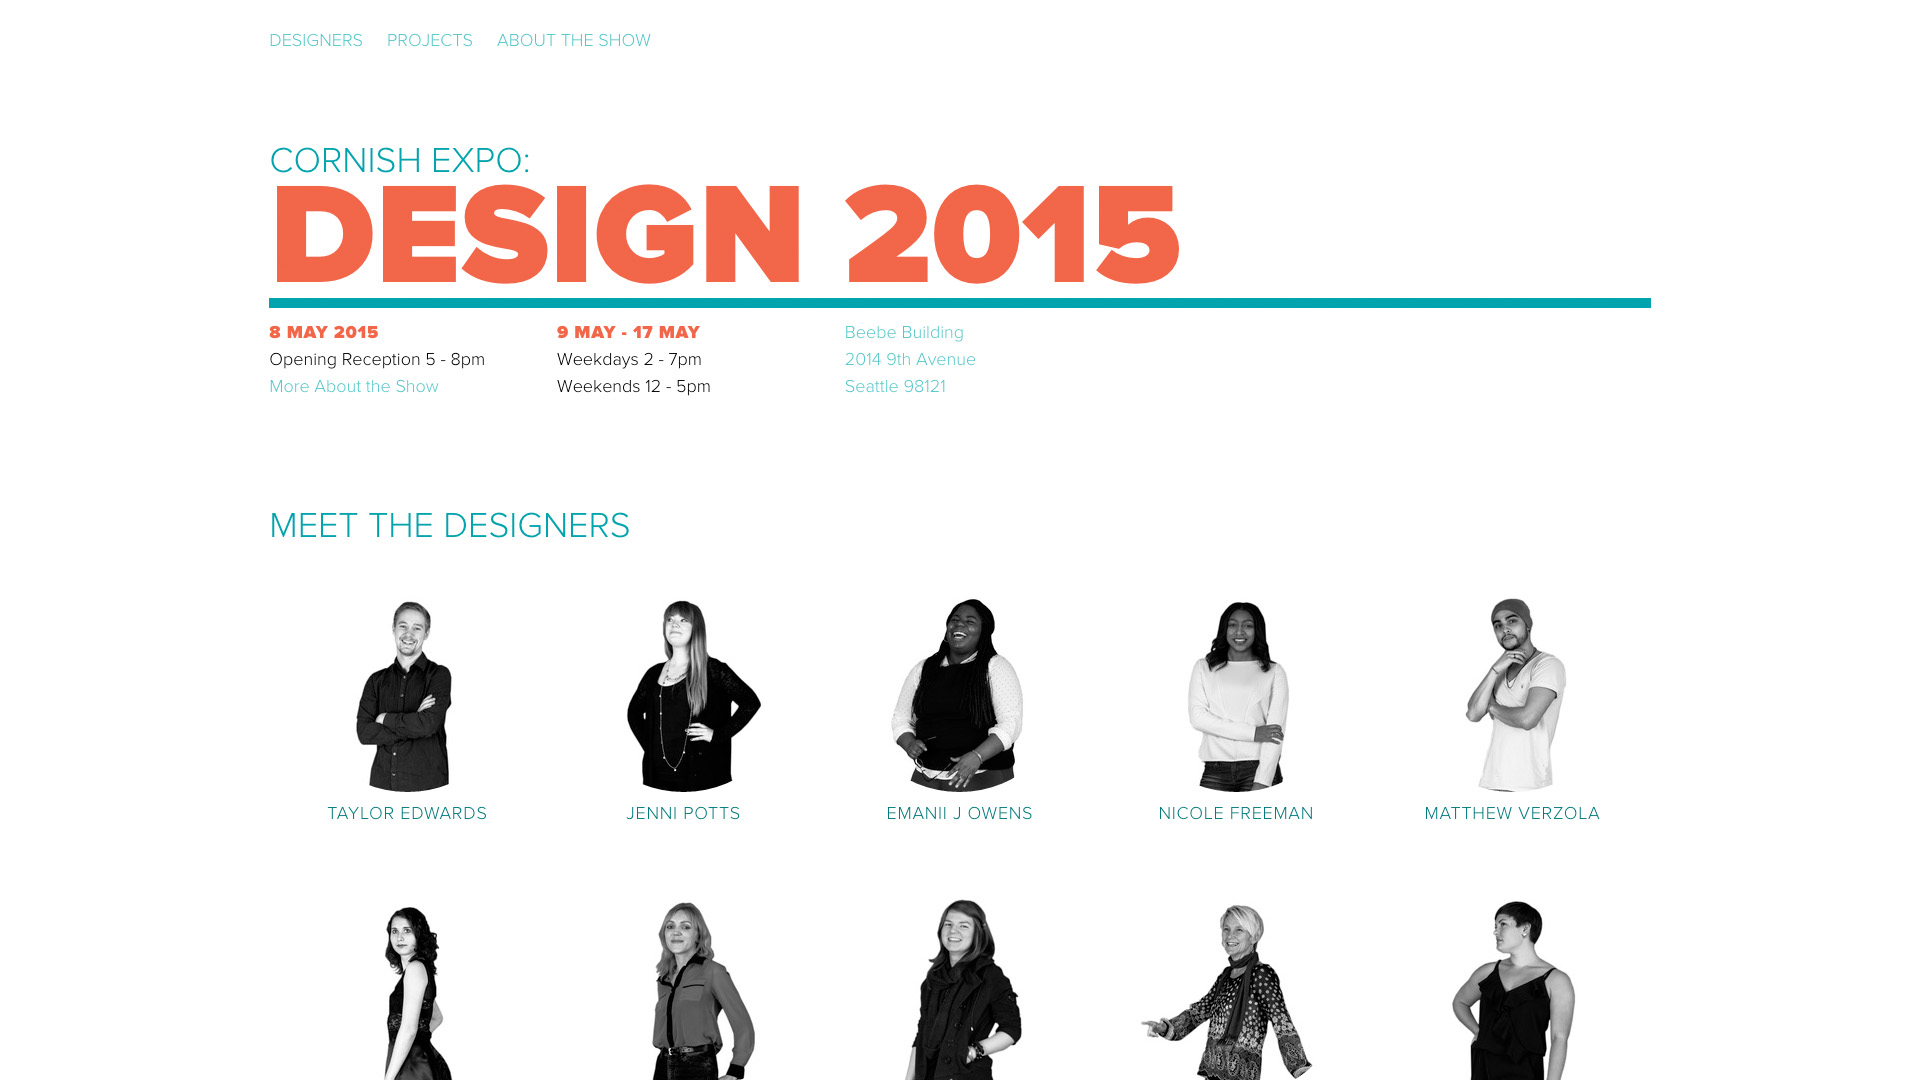 DESIGNERS PROJECTS ABOUT THE SHOW
CORNISH EXPO:
DESIGN 2015
8 MAY 2015
Opening Reception 5 - 8pm
More About the Show
9 MAY - 17 MAY
Weekdays 2 - 7pm
Weekends 12 - 5pm
Beebe Building
2014 9th Avenue
Seattle 98121
MEET THE DESIGNERS
TAYLOR EDWARDS
JENNI POTTS
EMANII J OWENS
NICOLE FREEMAN
MATTHEW VERZOLA